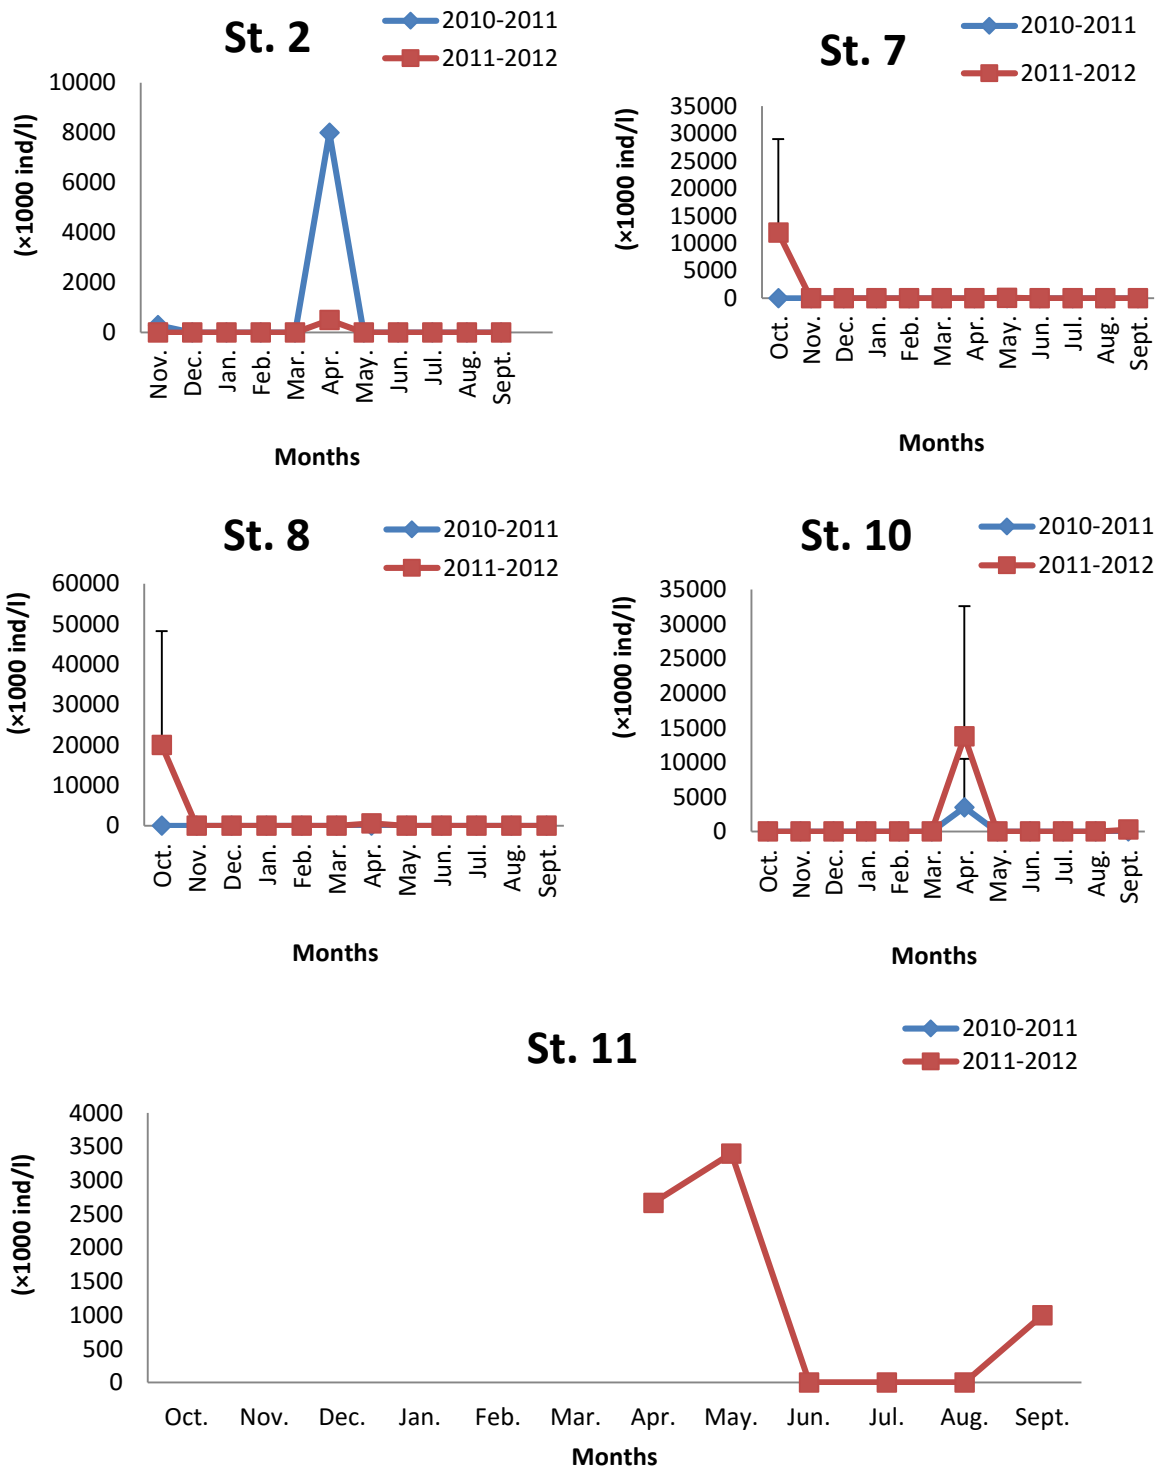 St. 2
2010-2011
2011-2012
(×1000 ind/l)
10000
8000
6000
4000
2000
0
Nov.
Dec.
Jan.
Feb.
Mar.
Apr.
May.
Jun.
Jul.
Aug.
Sept.
Months
St. 7
2010-2011
2011-2012
(×1000 ind/l)
35000
30000
25000
20000
15000
10000
5000
0
Oct.
Nov.
Dec.
Jan.
Feb.
Mar.
Apr.
May.
Jun.
Jul.
Aug.
Sept.
Months
St. 8
2010-2011
2011-2012
(×1000 ind/l)
60000
50000
40000
30000
20000
10000
0
Oct.
Nov.
Dec.
Jan.
Feb.
Mar.
Apr.
May.
Jun.
Jul.
Aug.
Sept.
Months
St. 10
2010-2011
2011-2012
(×1000 ind/l)
35000
30000
25000
20000
15000
10000
5000
0
Oct.
Nov.
Dec.
Jan.
Feb.
Mar.
Apr.
May.
Jun.
Jul.
Aug.
Sept.
Months
St. 11
2010-2011
2011-2012
(×1000 ind/l)
4000
3500
3000
2500
2000
1500
1000
500
0
Oct. Nov. Dec. Jan. Feb. Mar. Apr. May. Jun. Jul. Aug. Sept.
Months